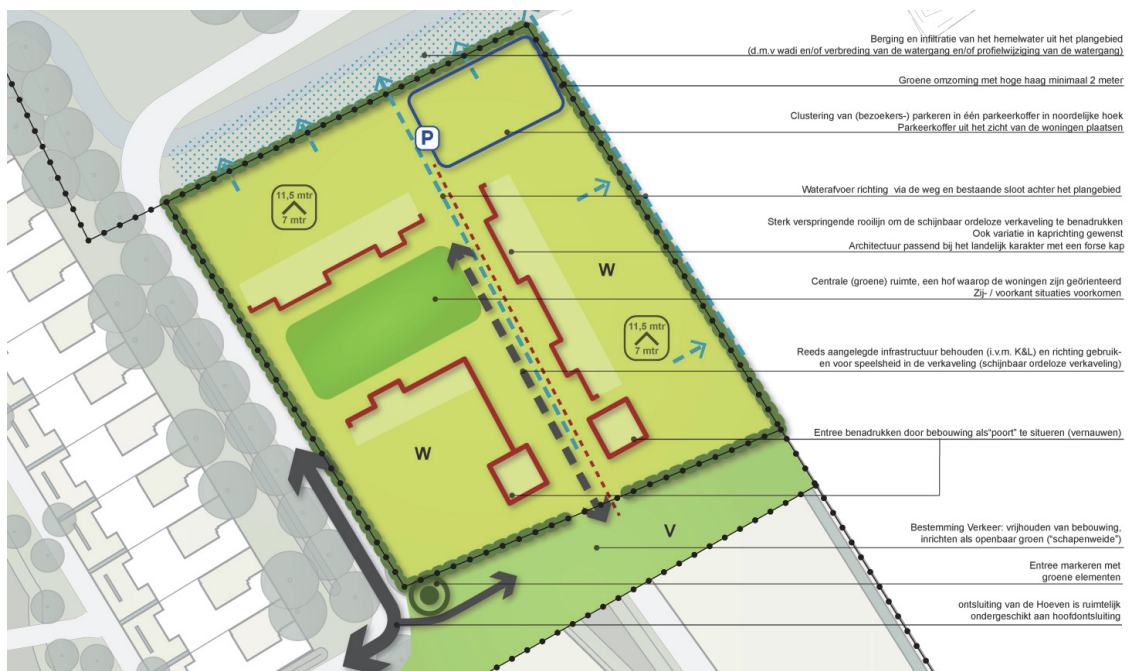 Berging en infiltratie van het hemelwater uit het plangebied
(d.m.v wadi en/of verbreding van de watergang en/of profielwijziging van de watergang)
Groene omzoming met hoge haag minimaal 2 meter
Clustering van (bezoekers-) parkeren in één parkeerkoffer in noordelijke hoek
Parkeerkoffer uit het zicht van de woningen plaatsen
P
11,5 mtr
7 mtr
Waterafvoer richting via de weg en bestaande sloot achter het plangebied
Sterk verspringende rooilijn om de schijnbaar ordeloze verkaveling te benadrukken
Ook variatie in kaprichting gewenst
Architectuur passend bij het landelijk karakter met een forse kap
W
Centrale (groene) ruimte, een hof waarop de woningen zijn geörienteerd
Zij- / voorkant situaties voorkomen
11,5 mtr
7 mtr
Reeds aangelegde infrastructuur behouden (i.v.m. K&L) en richting gebruik-
en voor speelsheid in de verkaveling (schijnbaar ordeloze verkaveling)
W
Entree benadrukken door bebouwing als"poort" te situeren (vernauwen)
V
Bestemming Verkeer: vrijhouden van bebouwing,
inrichten als openbaar groen ("schapenweide")
Entree markeren met
groene elementen
ontsluiting van de Hoeven is ruimtelijk
ondergeschikt aan hoofdontsluiting